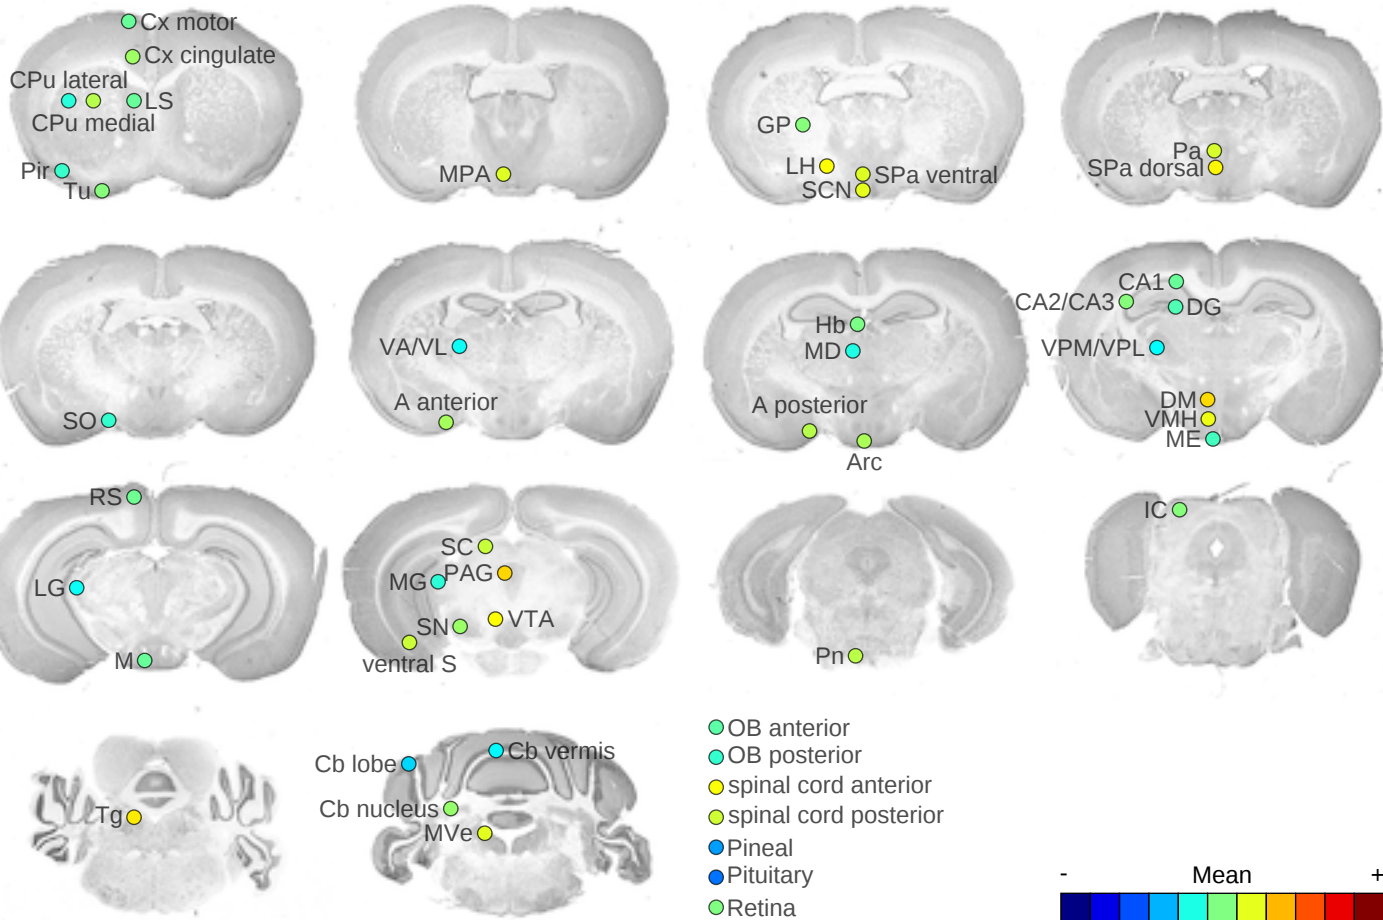 Cx motor
Cx cingulate
CPu lateral
LS
CPu medial
Pir
Tu
MPA
GP
LH
SPa ventral
SCN
Pa
SPa dorsal
SO
VA/VL
A anterior
Hb
MD
A posterior
Arc
CA1
CA2/CA3
DG
VPM/VPL
DM
VMH
ME
RS
LG
M
SC
PAG
MG
VTA
SN
ventral S
Pn
IC
Tg
Cb vermis
Cb lobe
Cb nucleus
MVe
OB anterior
OB posterior
spinal cord anterior
spinal cord posterior
Pineal
Pituitary
Retina
- Mean +